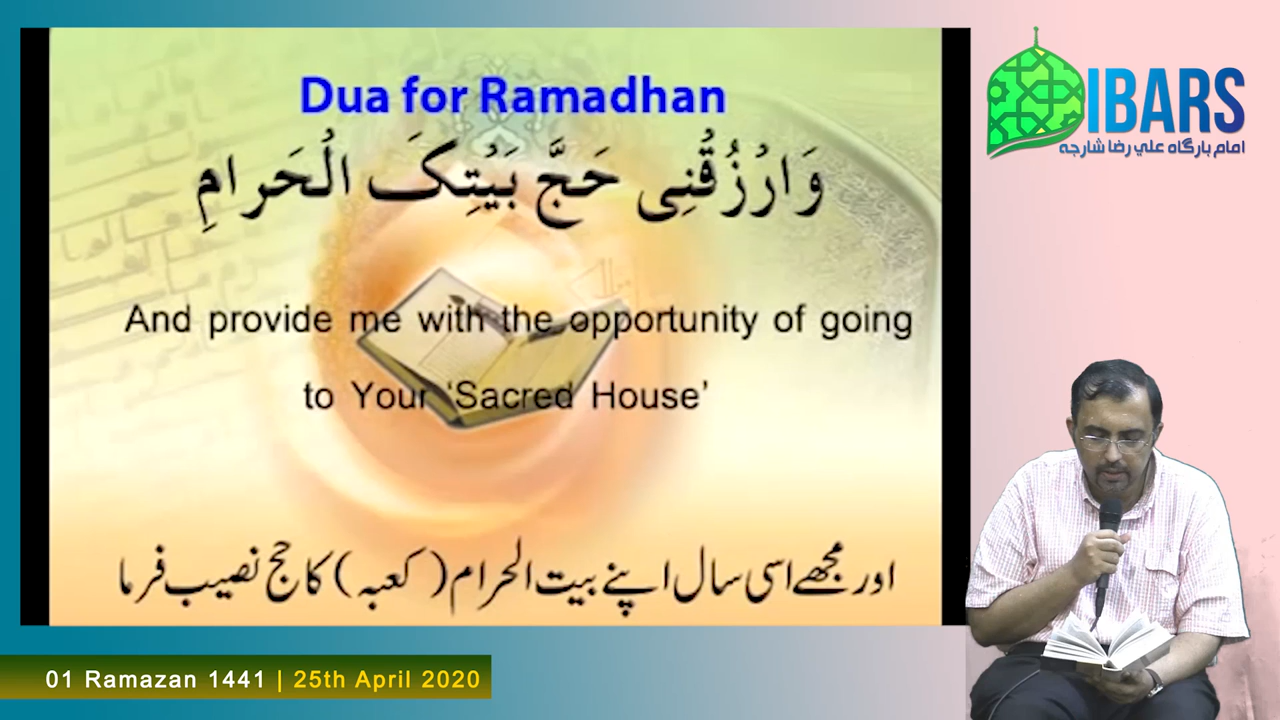 Dua for Ramadhan
وَارْزُقْنِی حَجَّ بَیْتِکَ الْحَرامِ
And provide me with the opportunity of going
to Your ‘Sacred House’
اور مجھے اسی سال اپنے بیت الحرام ( کعبہ ) کا حج نصیب فرما
IBARS
امام بارگاه علي رضا شارجه
01 Ramazan 1441 | 25th April 2020